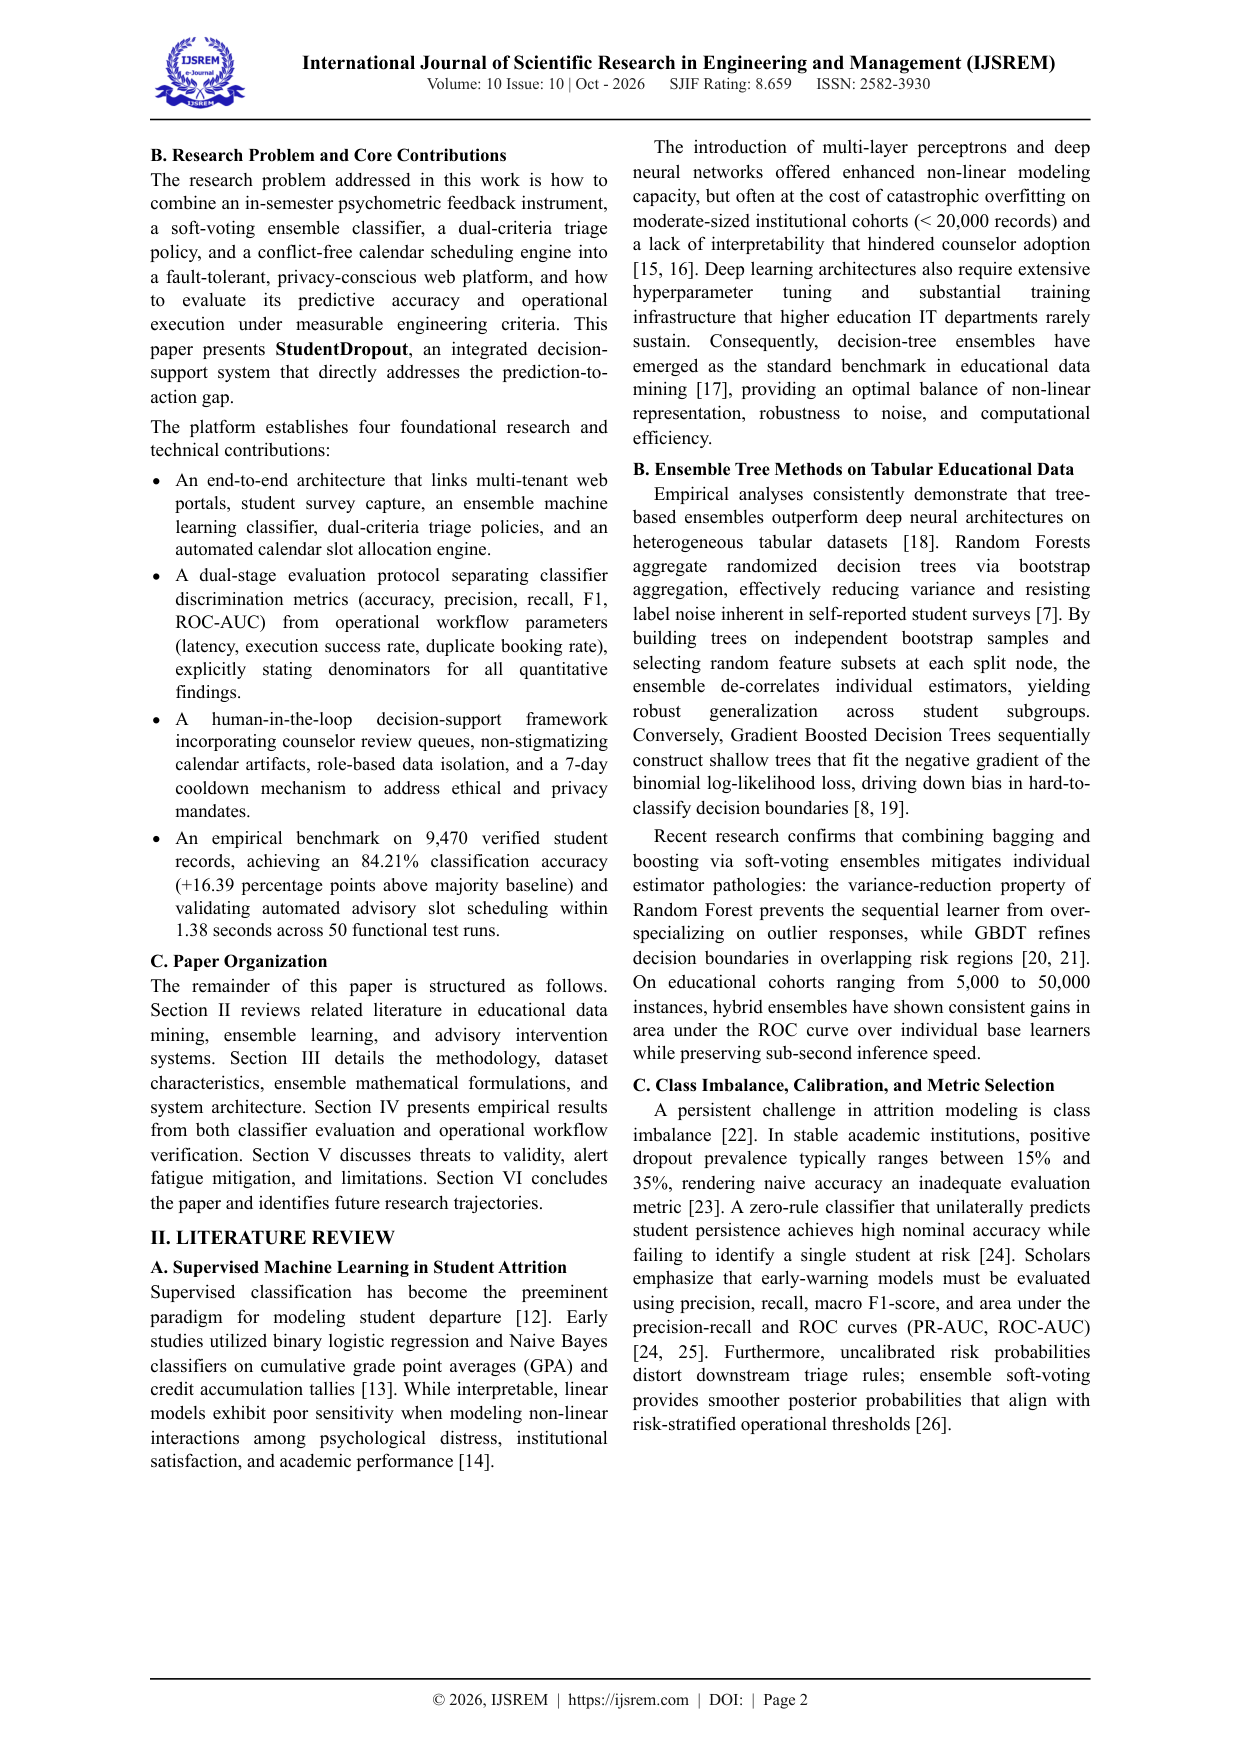 IJSREM
e-Journal
IJSREM
International Journal of Scientific Research in Engineering and Management (IJSREM)
Volume: 10 Issue: 10 | Oct - 2026 SJIF Rating: 8.659 ISSN: 2582-3930
B. Research Problem and Core Contributions
The research problem addressed in this work is how to
combine an in-semester psychometric feedback instrument,
a soft-voting ensemble classifier, a dual-criteria triage
policy, and a conflict-free calendar scheduling engine into
a fault-tolerant, privacy-conscious web platform, and how
to evaluate its predictive accuracy and operational
execution under measurable engineering criteria. This
paper presents StudentDropout, an integrated decision-
support system that directly addresses the prediction-to-
action gap.
The platform establishes four foundational research and
technical contributions:
• An end-to-end architecture that links multi-tenant web
portals, student survey capture, an ensemble machine
learning classifier, dual-criteria triage policies, and an
automated calendar slot allocation engine.
• A dual-stage evaluation protocol separating classifier
discrimination metrics (accuracy, precision, recall, F1,
ROC-AUC) from operational workflow parameters
(latency, execution success rate, duplicate booking rate),
explicitly stating denominators for all quantitative
findings.
• A human-in-the-loop decision-support framework
incorporating counselor review queues, non-stigmatizing
calendar artifacts, role-based data isolation, and a 7-day
cooldown mechanism to address ethical and privacy
mandates.
• An empirical benchmark on 9,470 verified student
records, achieving an 84.21% classification accuracy
(+16.39 percentage points above majority baseline) and
validating automated advisory slot scheduling within
1.38 seconds across 50 functional test runs.
C. Paper Organization
The remainder of this paper is structured as follows.
Section II reviews related literature in educational data
mining, ensemble learning, and advisory intervention
systems. Section III details the methodology, dataset
characteristics, ensemble mathematical formulations, and
system architecture. Section IV presents empirical results
from both classifier evaluation and operational workflow
verification. Section V discusses threats to validity, alert
fatigue mitigation, and limitations. Section VI concludes
the paper and identifies future research trajectories.
II. LITERATURE REVIEW
A. Supervised Machine Learning in Student Attrition
Supervised classification has become the preeminent
paradigm for modeling student departure [12]. Early
studies utilized binary logistic regression and Naive Bayes
classifiers on cumulative grade point averages (GPA) and
credit accumulation tallies [13]. While interpretable, linear
models exhibit poor sensitivity when modeling non-linear
interactions among psychological distress, institutional
satisfaction, and academic performance [14].
The introduction of multi-layer perceptrons and deep
neural networks offered enhanced non-linear modeling
capacity, but often at the cost of catastrophic overfitting on
moderate-sized institutional cohorts (< 20,000 records) and
a lack of interpretability that hindered counselor adoption
[15, 16]. Deep learning architectures also require extensive
hyperparameter tuning and substantial training
infrastructure that higher education IT departments rarely
sustain. Consequently, decision-tree ensembles have
emerged as the standard benchmark in educational data
mining [17], providing an optimal balance of non-linear
representation, robustness to noise, and computational
efficiency.
B. Ensemble Tree Methods on Tabular Educational Data
Empirical analyses consistently demonstrate that tree-
based ensembles outperform deep neural architectures on
heterogeneous tabular datasets [18]. Random Forests
aggregate randomized decision trees via bootstrap
aggregation, effectively reducing variance and resisting
label noise inherent in self-reported student surveys [7]. By
building trees on independent bootstrap samples and
selecting random feature subsets at each split node, the
ensemble de-correlates individual estimators, yielding
robust generalization across student subgroups.
Conversely, Gradient Boosted Decision Trees sequentially
construct shallow trees that fit the negative gradient of the
binomial log-likelihood loss, driving down bias in hard-to-
classify decision boundaries [8, 19].
Recent research confirms that combining bagging and
boosting via soft-voting ensembles mitigates individual
estimator pathologies: the variance-reduction property of
Random Forest prevents the sequential learner from over-
specializing on outlier responses, while GBDT refines
decision boundaries in overlapping risk regions [20, 21].
On educational cohorts ranging from 5,000 to 50,000
instances, hybrid ensembles have shown consistent gains in
area under the ROC curve over individual base learners
while preserving sub-second inference speed.
C. Class Imbalance, Calibration, and Metric Selection
A persistent challenge in attrition modeling is class
imbalance [22]. In stable academic institutions, positive
dropout prevalence typically ranges between 15% and
35%, rendering naive accuracy an inadequate evaluation
metric [23]. A zero-rule classifier that unilaterally predicts
student persistence achieves high nominal accuracy while
failing to identify a single student at risk [24]. Scholars
emphasize that early-warning models must be evaluated
using precision, recall, macro F1-score, and area under the
precision-recall and ROC curves (PR-AUC, ROC-AUC)
[24, 25]. Furthermore, uncalibrated risk probabilities
distort downstream triage rules; ensemble soft-voting
provides smoother posterior probabilities that align with
risk-stratified operational thresholds [26].
© 2026, IJSREM | https://ijsrem.com | DOI: | Page 2